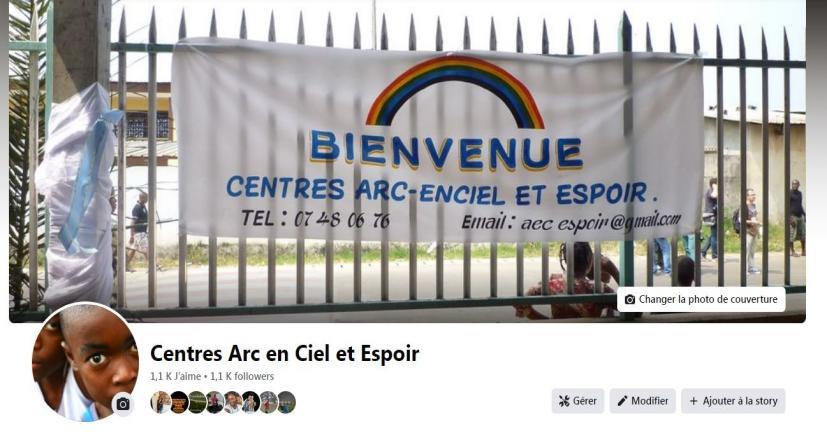 BIENVENUE
CENTRES ARC-ENCIEL ET ESPOIR.
TEL : 07 48 06 76 Email : aec espoir@gmail.com
Changer la photo de couverture
Centres Arc en Ciel et Espoir
1,1 K J'aime • 1,1 K followers
Gérer Modifier + Ajouter à la story